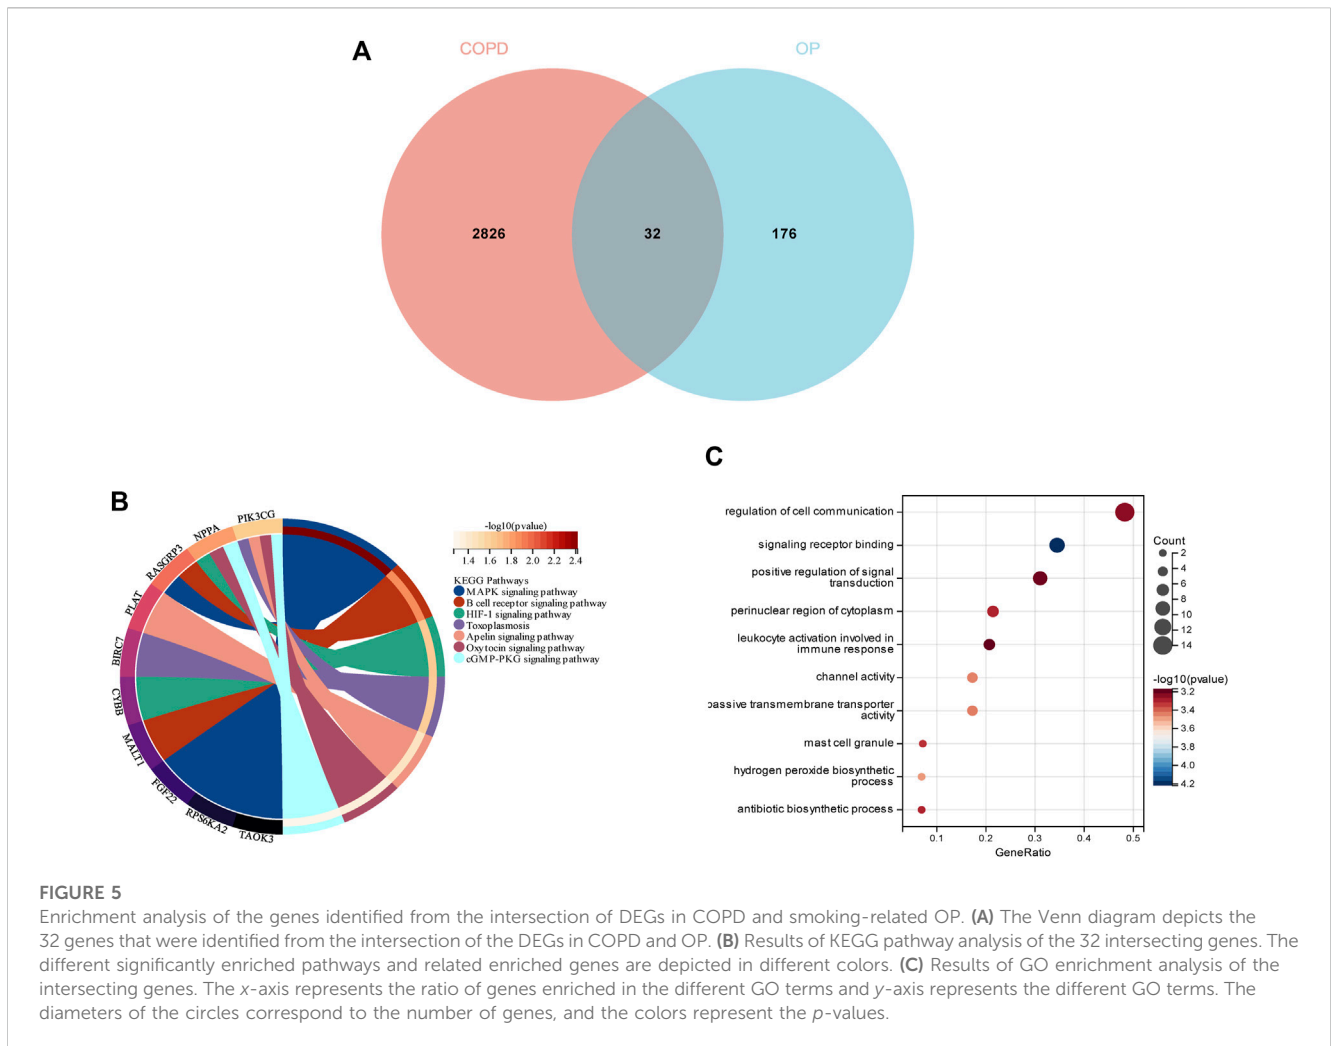 A
COPD
OP
2826
32
176
B
PIK3CG
NPPA
RASGRP3
PLAT
BIRC7
CYBB
MALT1
FGF22
RPS6KA2
TAOK3
-log10(pvalue)
1.4 1.6 1.8 2.0 2.2 2.4
KEGG Pathways
MAPK signaling pathway
B cell receptor signaling pathway
HIF-1 signaling pathway
Toxoplasmosis
Apelin signaling pathway
Oxytocin signaling pathway
cGMP-PKG signaling pathway
C
regulation of cell communication
signaling receptor binding
positive regulation of signal
transduction
perinuclear region of cytoplasm
leukocyte activation involved in
immune response
channel activity
passive transmembrane transporter
activity
mast cell granule
hydrogen peroxide biosynthetic
process
antibiotic biosynthetic process
0.1 0.2 0.3 0.4 0.5
GeneRatio
Count
2
4
6
8
10
12
14
-log10(pvalue)
3.2
3.4
3.6
3.8
4.0
4.2
FIGURE 5
Enrichment analysis of the genes identified from the intersection of DEGs in COPD and smoking-related OP. (A) The Venn diagram depicts the
32 genes that were identified from the intersection of the DEGs in COPD and OP. (B) Results of KEGG pathway analysis of the 32 intersecting genes. The
different significantly enriched pathways and related enriched genes are depicted in different colors. (C) Results of GO enrichment analysis of the
intersecting genes. The x-axis represents the ratio of genes enriched in the different GO terms and y-axis represents the different GO terms. The
diameters of the circles correspond to the number of genes, and the colors represent the p-values.